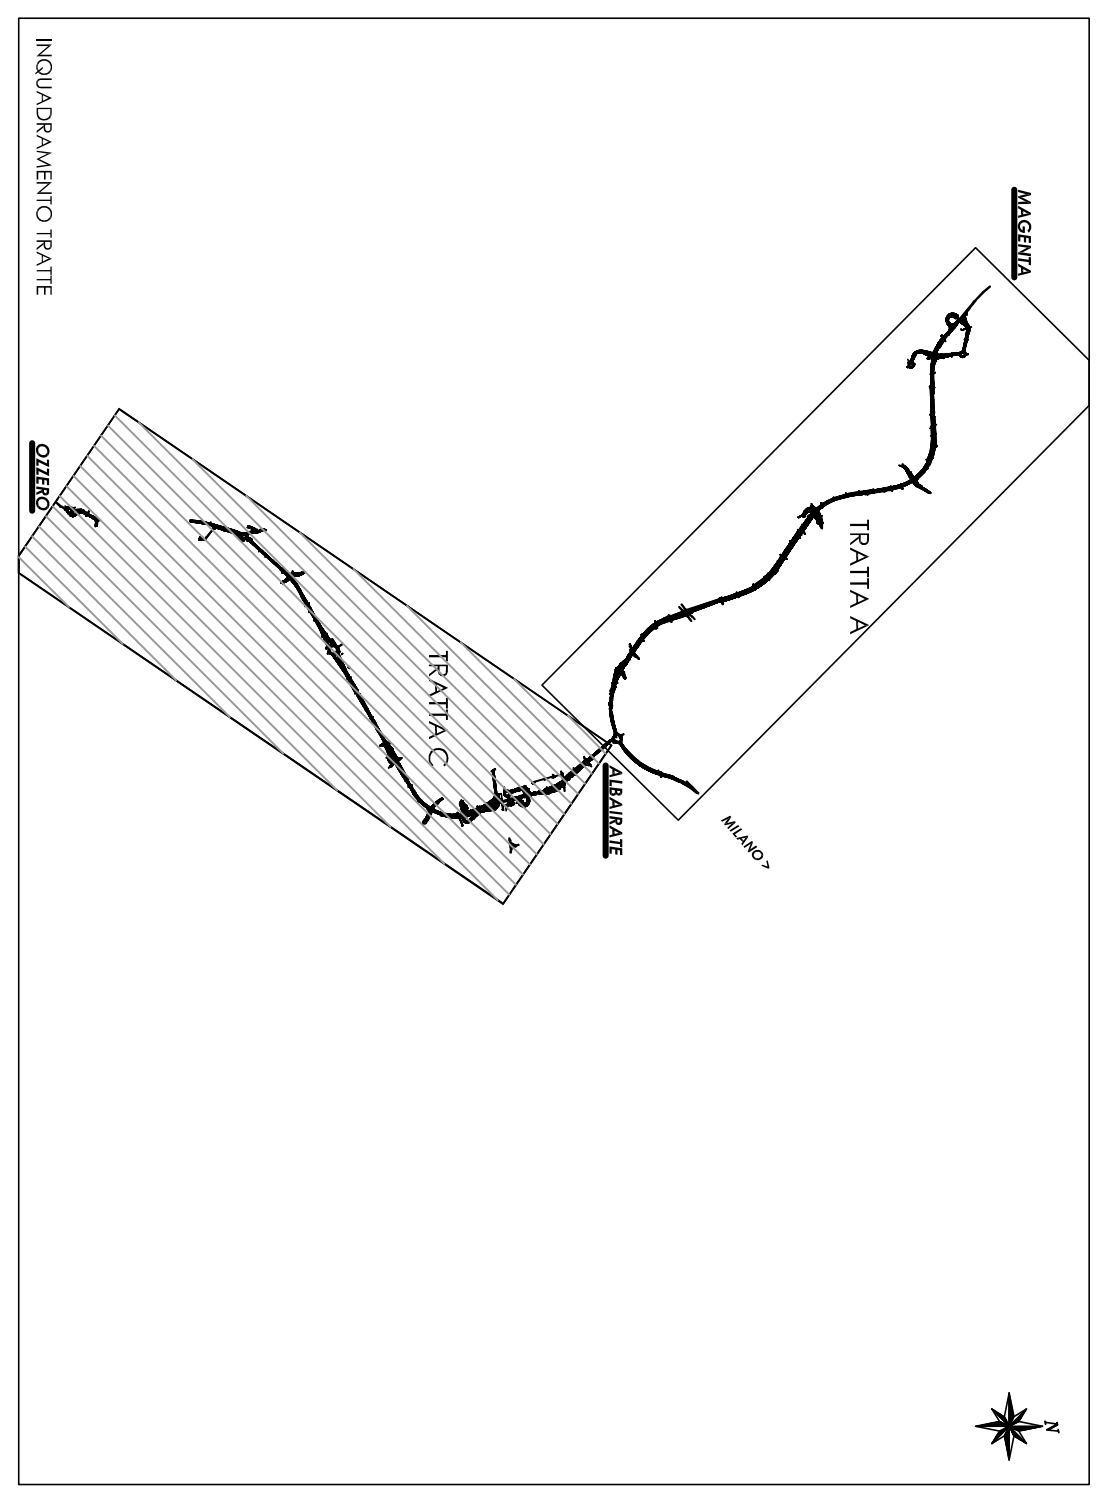 N
MAGENTA
TRATTA A
MILANO >
ALBAIRATE
TRATTA C
OZZERO
INQUADRAMENTO TRATTE